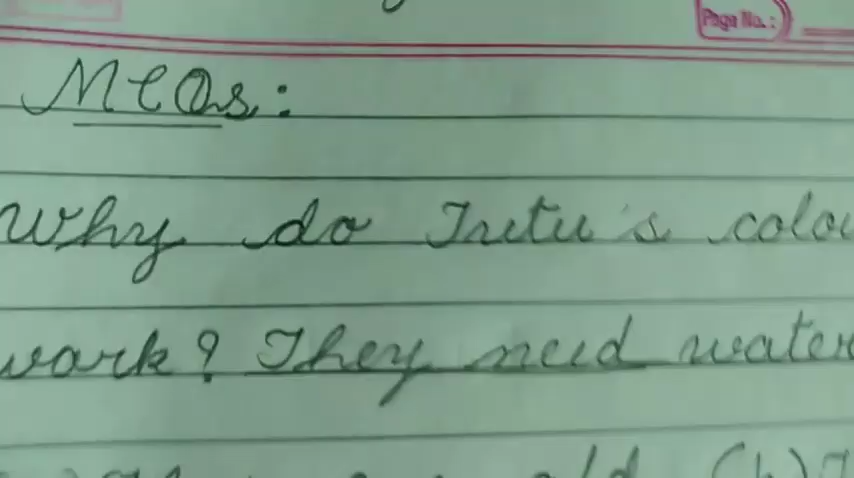 Page No.:
MCQs:
Why do Tutu's colou
work? They need water
(b)